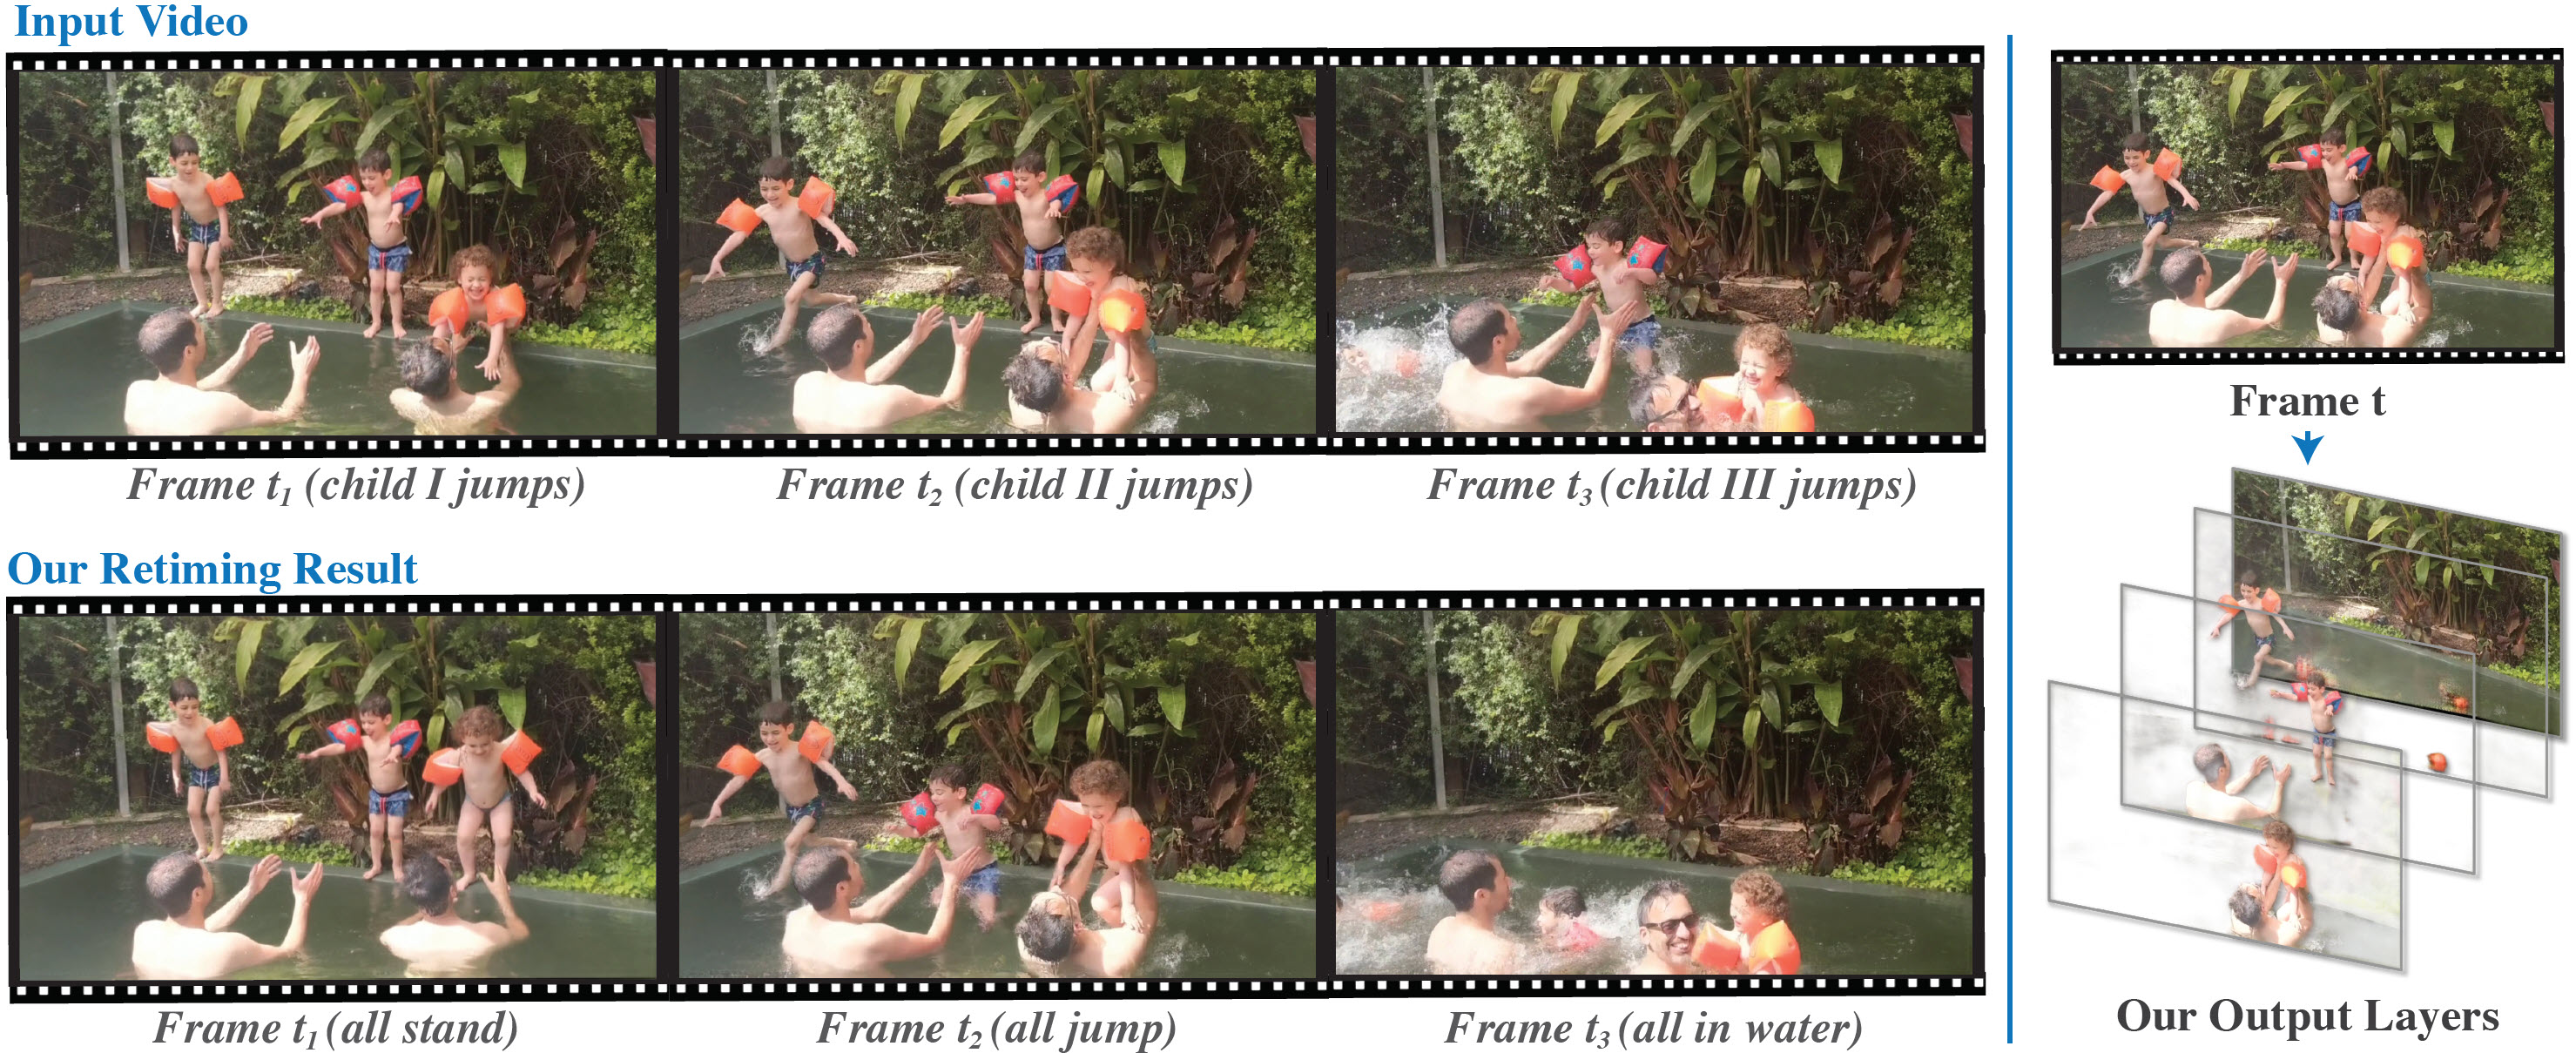 Input Video
Frame t1 (child I jumps)
Frame t2 (child II jumps)
Frame t3 (child III jumps)
Our Retiming Result
Frame t1 (all stand)
Frame t2 (all jump)
Frame t3 (all in water)
Frame t
Our Output Layers